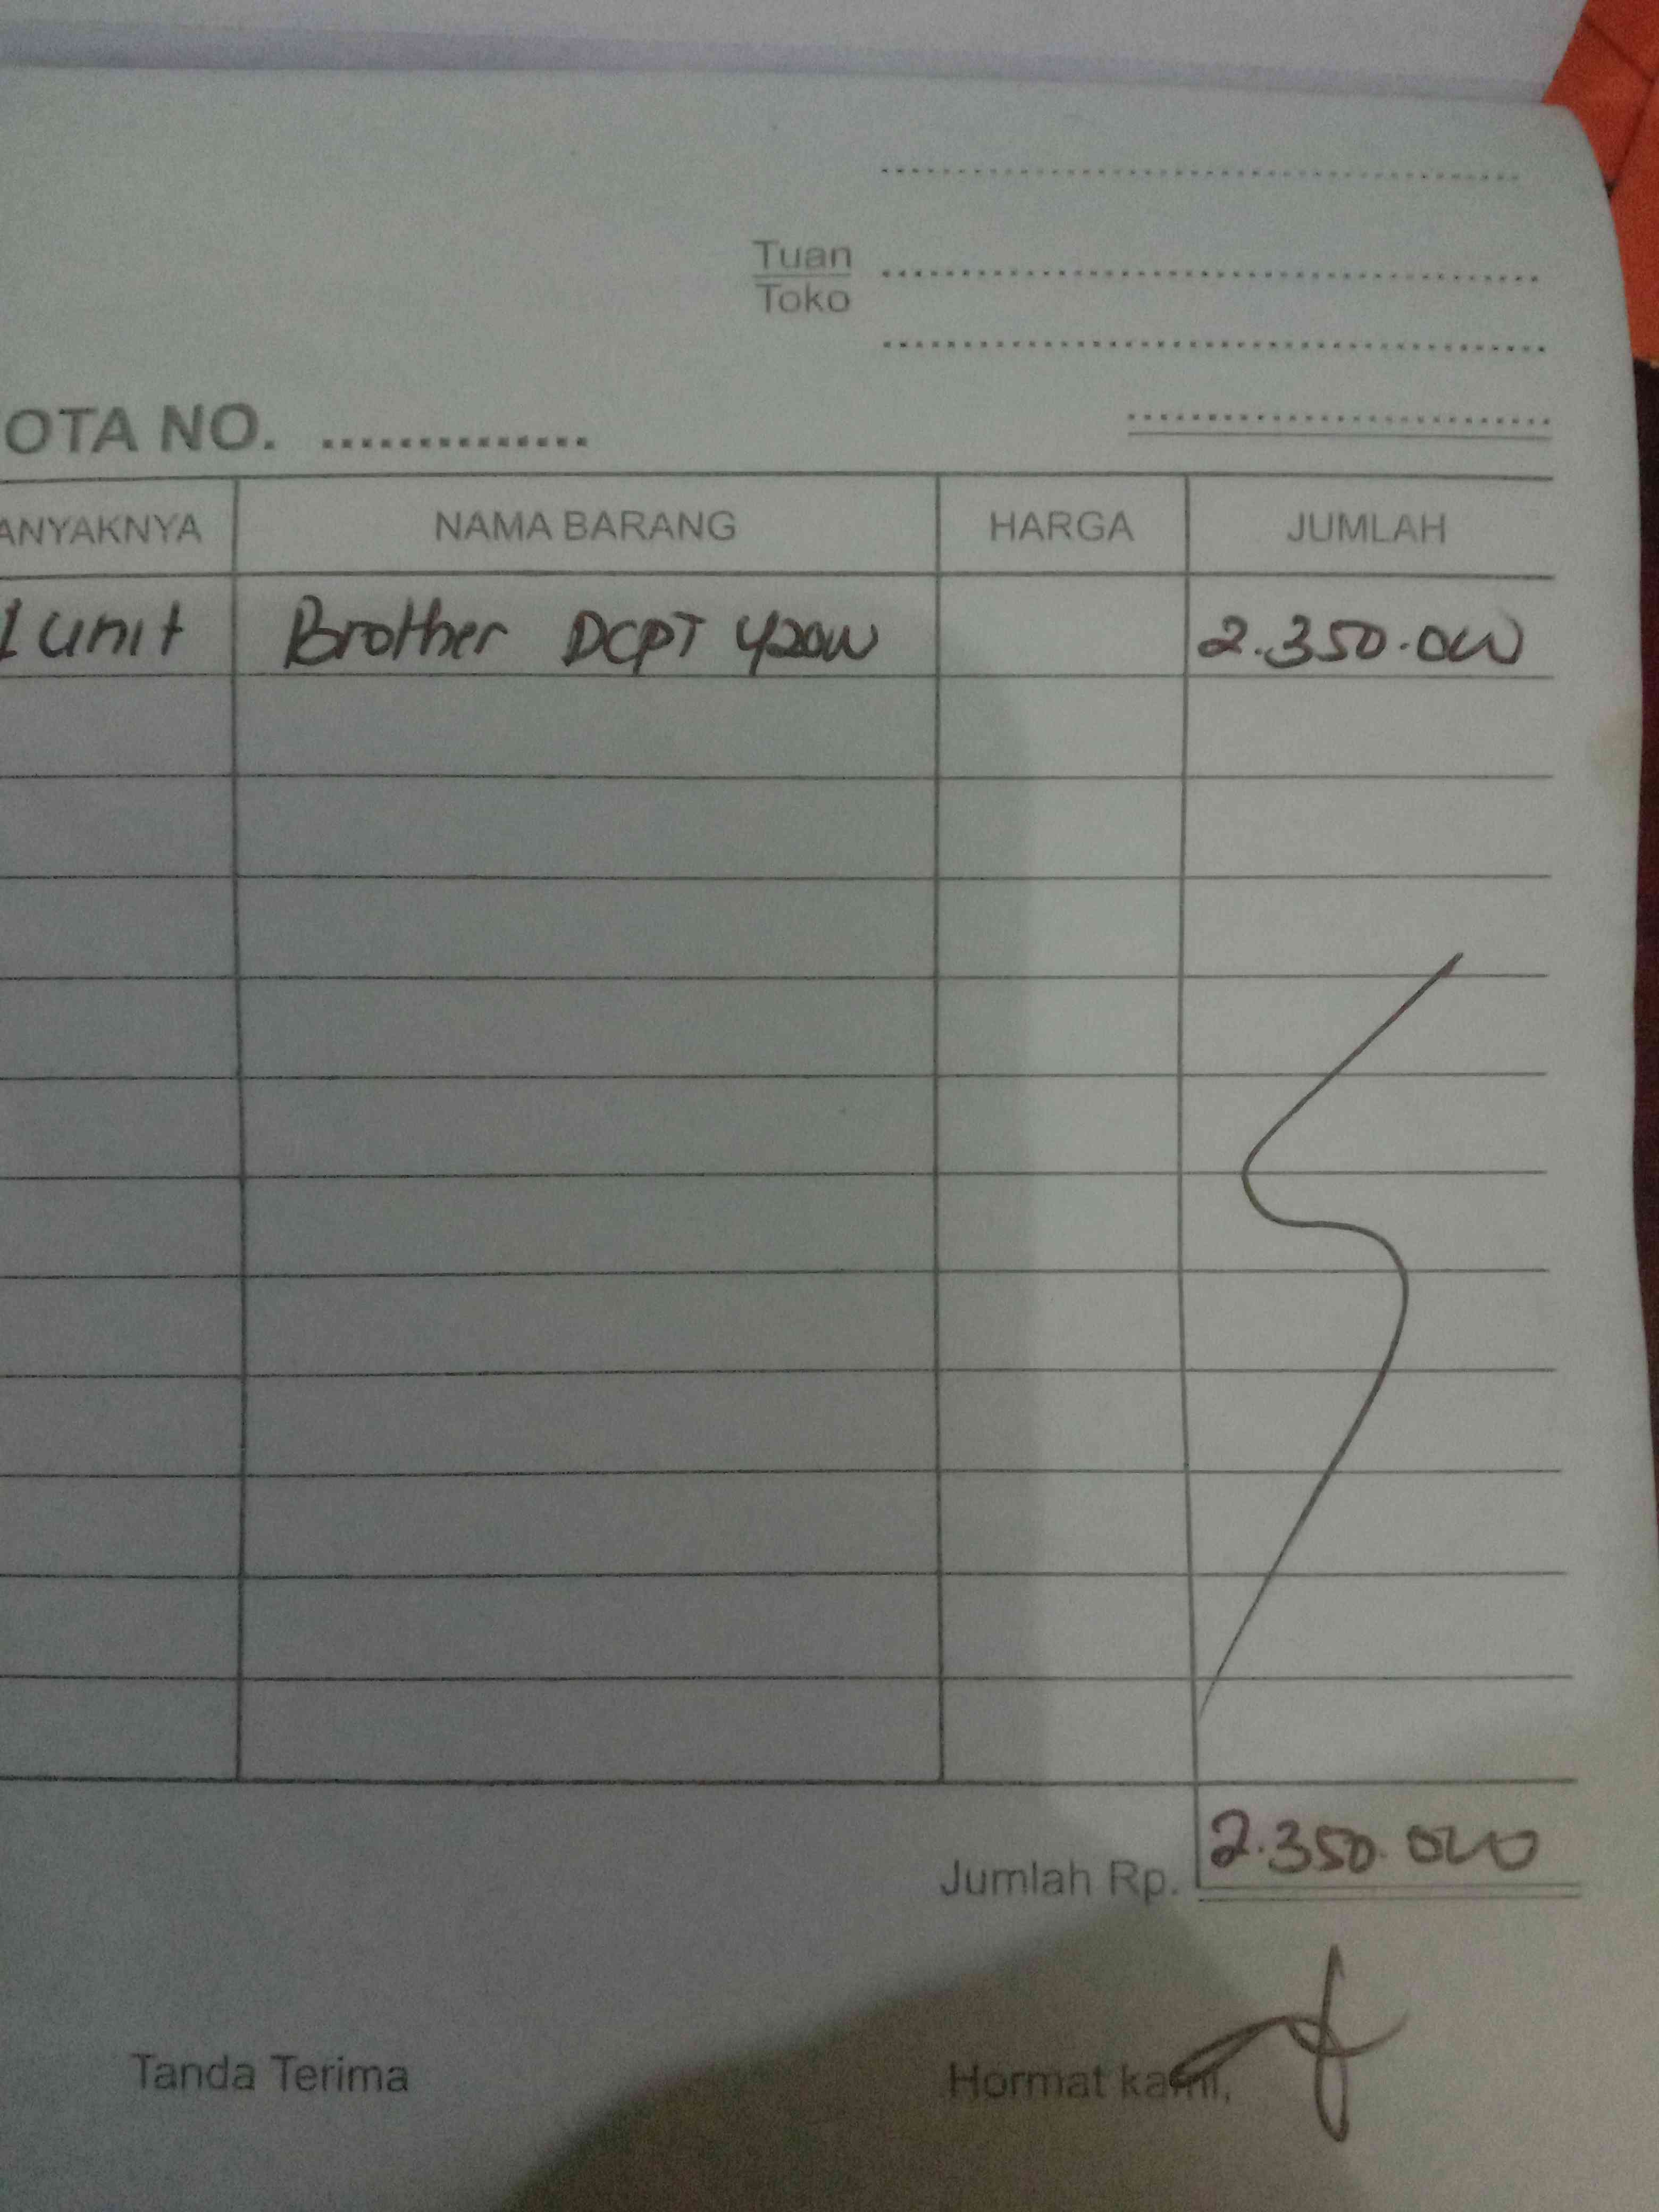 Tuan
Toko
OTA NO. ..............
ANYAKNYA NAMA BARANG HARGA JUMLAH
1 unit Brother DCPT 420W 2.350.000
Jumlah Rp. 2.350.000
Tanda Terima Hormat kami,